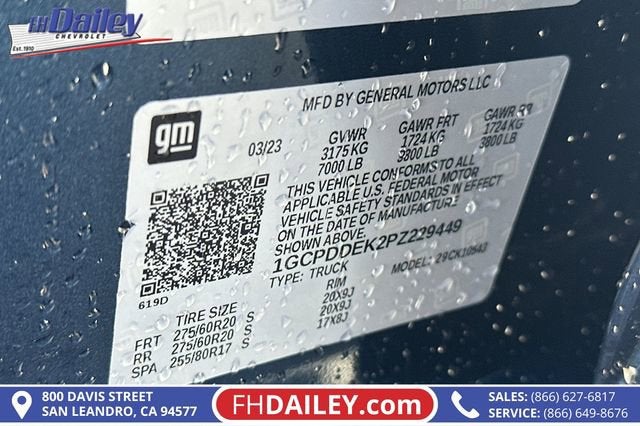 FHDailey
CHEVROLET
Est. 1910
MFD BY GENERAL MOTORS LLC
gm
03/23
GVWR
3175 KG
7000 LB
GAWR FRT
1724 KG
3800 LB
GAWR RR
1724 KG
3800 LB
THIS VEHICLE CONFORMS TO ALL
APPLICABLE U.S. FEDERAL MOTOR
VEHICLE SAFETY STANDARDS IN EFFECT
ON THE DATE OF MANUFACTURE
SHOWN ABOVE.
1GCPDDEK2PZ229449
TYPE: TRUCK
MODEL: 29CK10543
619D
TIRE SIZE
RIM
FRT 275/60R20 S 20X9J
RR 275/60R20 S 20X9J
SPA 255/80R17 S 17X8J
800 DAVIS STREET
SAN LEANDRO, CA 94577
FHDAILEY.com
SALES: (866) 627-6817
SERVICE: (866) 649-8676